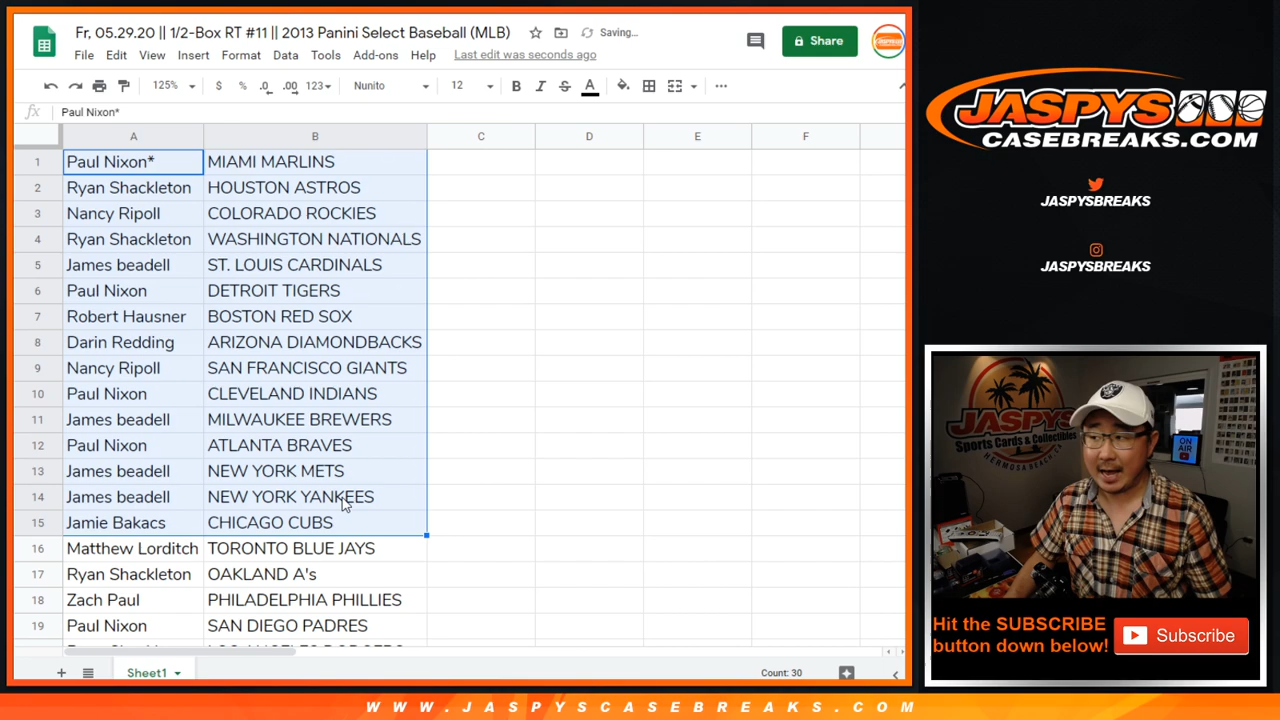 Fr, 05.29.20 || 1/2-Box RT #11 || 2013 Panini Select Baseball (MLB)
Saving...
File Edit View Insert Format Data Tools Add-ons Help Last edit was seconds ago
Share
125% $ % .0 .00 123 Nunito 12 B I S A
fx Paul Nixon*
A B C D E F
1 Paul Nixon* MIAMI MARLINS
2 Ryan Shackleton HOUSTON ASTROS
3 Nancy Ripoll COLORADO ROCKIES
4 Ryan Shackleton WASHINGTON NATIONALS
5 James beadell ST. LOUIS CARDINALS
6 Paul Nixon DETROIT TIGERS
7 Robert Hausner BOSTON RED SOX
8 Darin Redding ARIZONA DIAMONDBACKS
9 Nancy Ripoll SAN FRANCISCO GIANTS
10 Paul Nixon CLEVELAND INDIANS
11 James beadell MILWAUKEE BREWERS
12 Paul Nixon ATLANTA BRAVES
13 James beadell NEW YORK METS
14 James beadell NEW YORK YANKEES
15 Jamie Bakacs CHICAGO CUBS
16 Matthew Lorditch TORONTO BLUE JAYS
17 Ryan Shackleton OAKLAND A's
18 Zach Paul PHILADELPHIA PHILLIES
19 Paul Nixon SAN DIEGO PADRES
Sheet1
Count: 30
JASPYS
CASEBREAKS.COM
JASPYSBREAKS
JASPYSBREAKS
JASPYS
Sports Cards & Collectibles
HERMOSA BEACH, CA
ON AIR
Hit the SUBSCRIBE
button down below!
Subscribe
WWW.JASPYSCASEBREAKS.COM